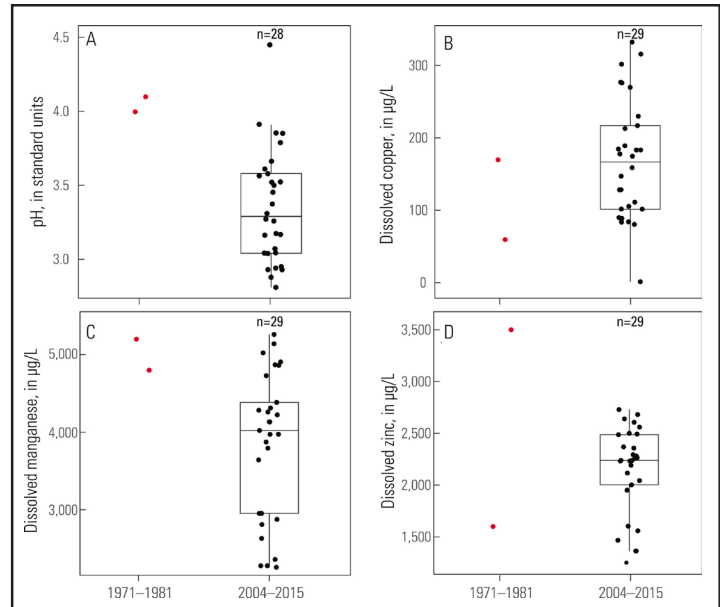 A
n=28
4.5
4.0
3.5
3.0
pH, in standard units
B
n=29
300
200
100
0
Dissolved copper, in µg/L
C
n=29
5,000
4,000
3,000
Dissolved manganese, in µg/L
1971–1981
2004–2015
D
n=29
3,500
3,000
2,500
2,000
1,500
Dissolved zinc, in µg/L
1971–1981
2004–2015